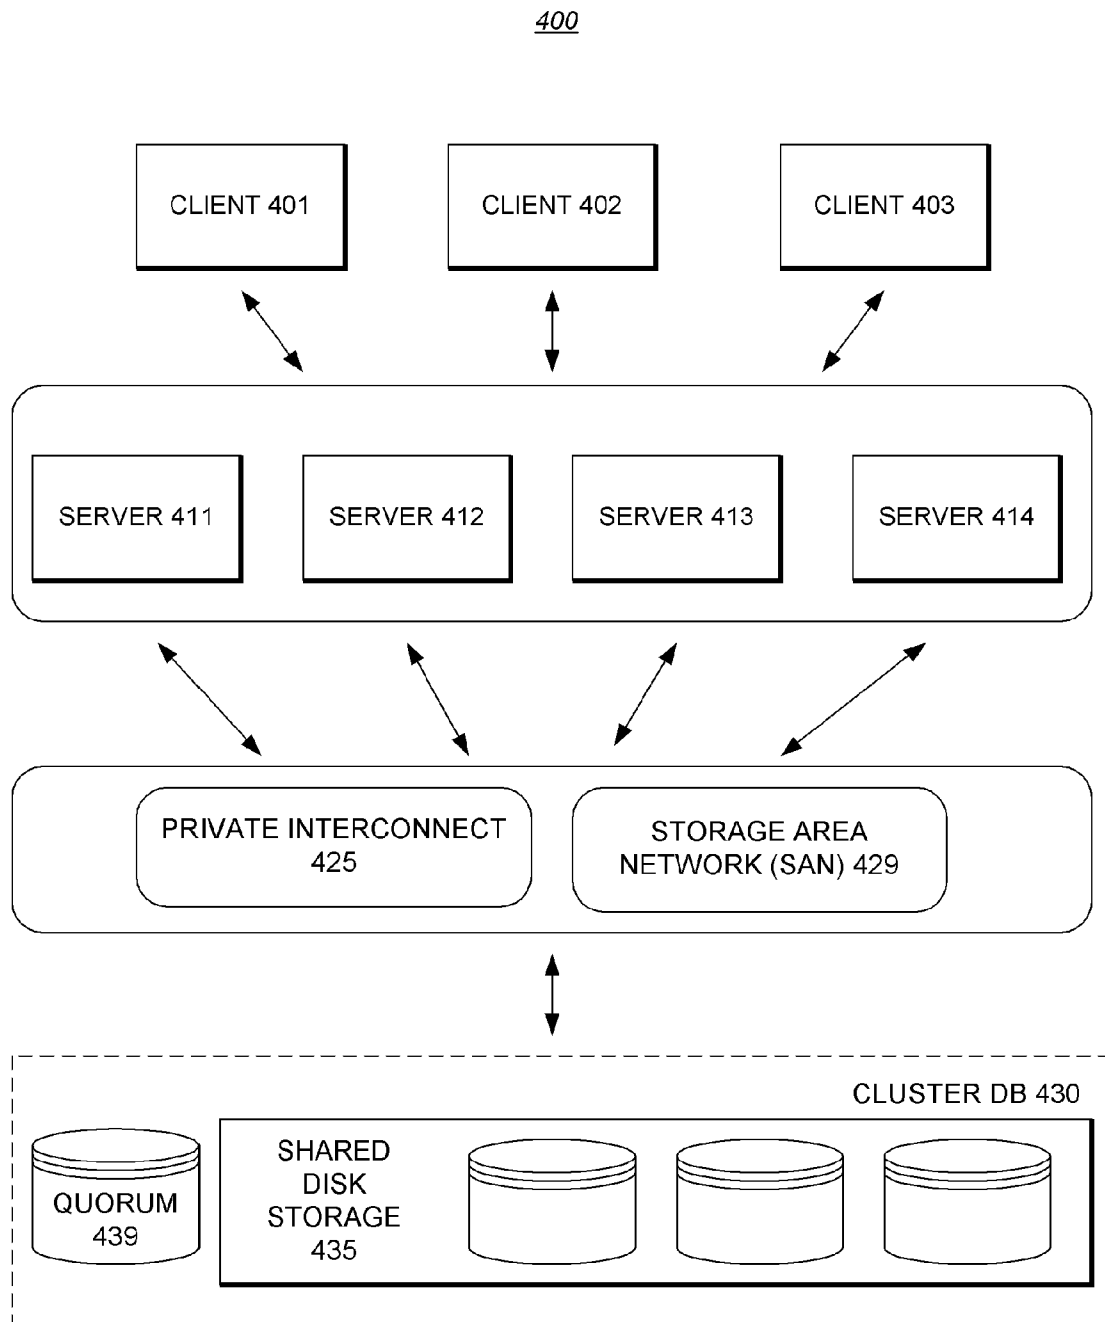 400
CLIENT 401
CLIENT 402
CLIENT 403
SERVER 411
SERVER 412
SERVER 413
SERVER 414
PRIVATE INTERCONNECT
425
STORAGE AREA
NETWORK (SAN) 429
CLUSTER DB 430
QUORUM
439
SHARED
DISK
STORAGE
435